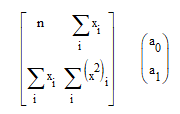 n ∑ᵢ xᵢ
∑ᵢ xᵢ ∑ᵢ (x²)ᵢ
a₀
a₁